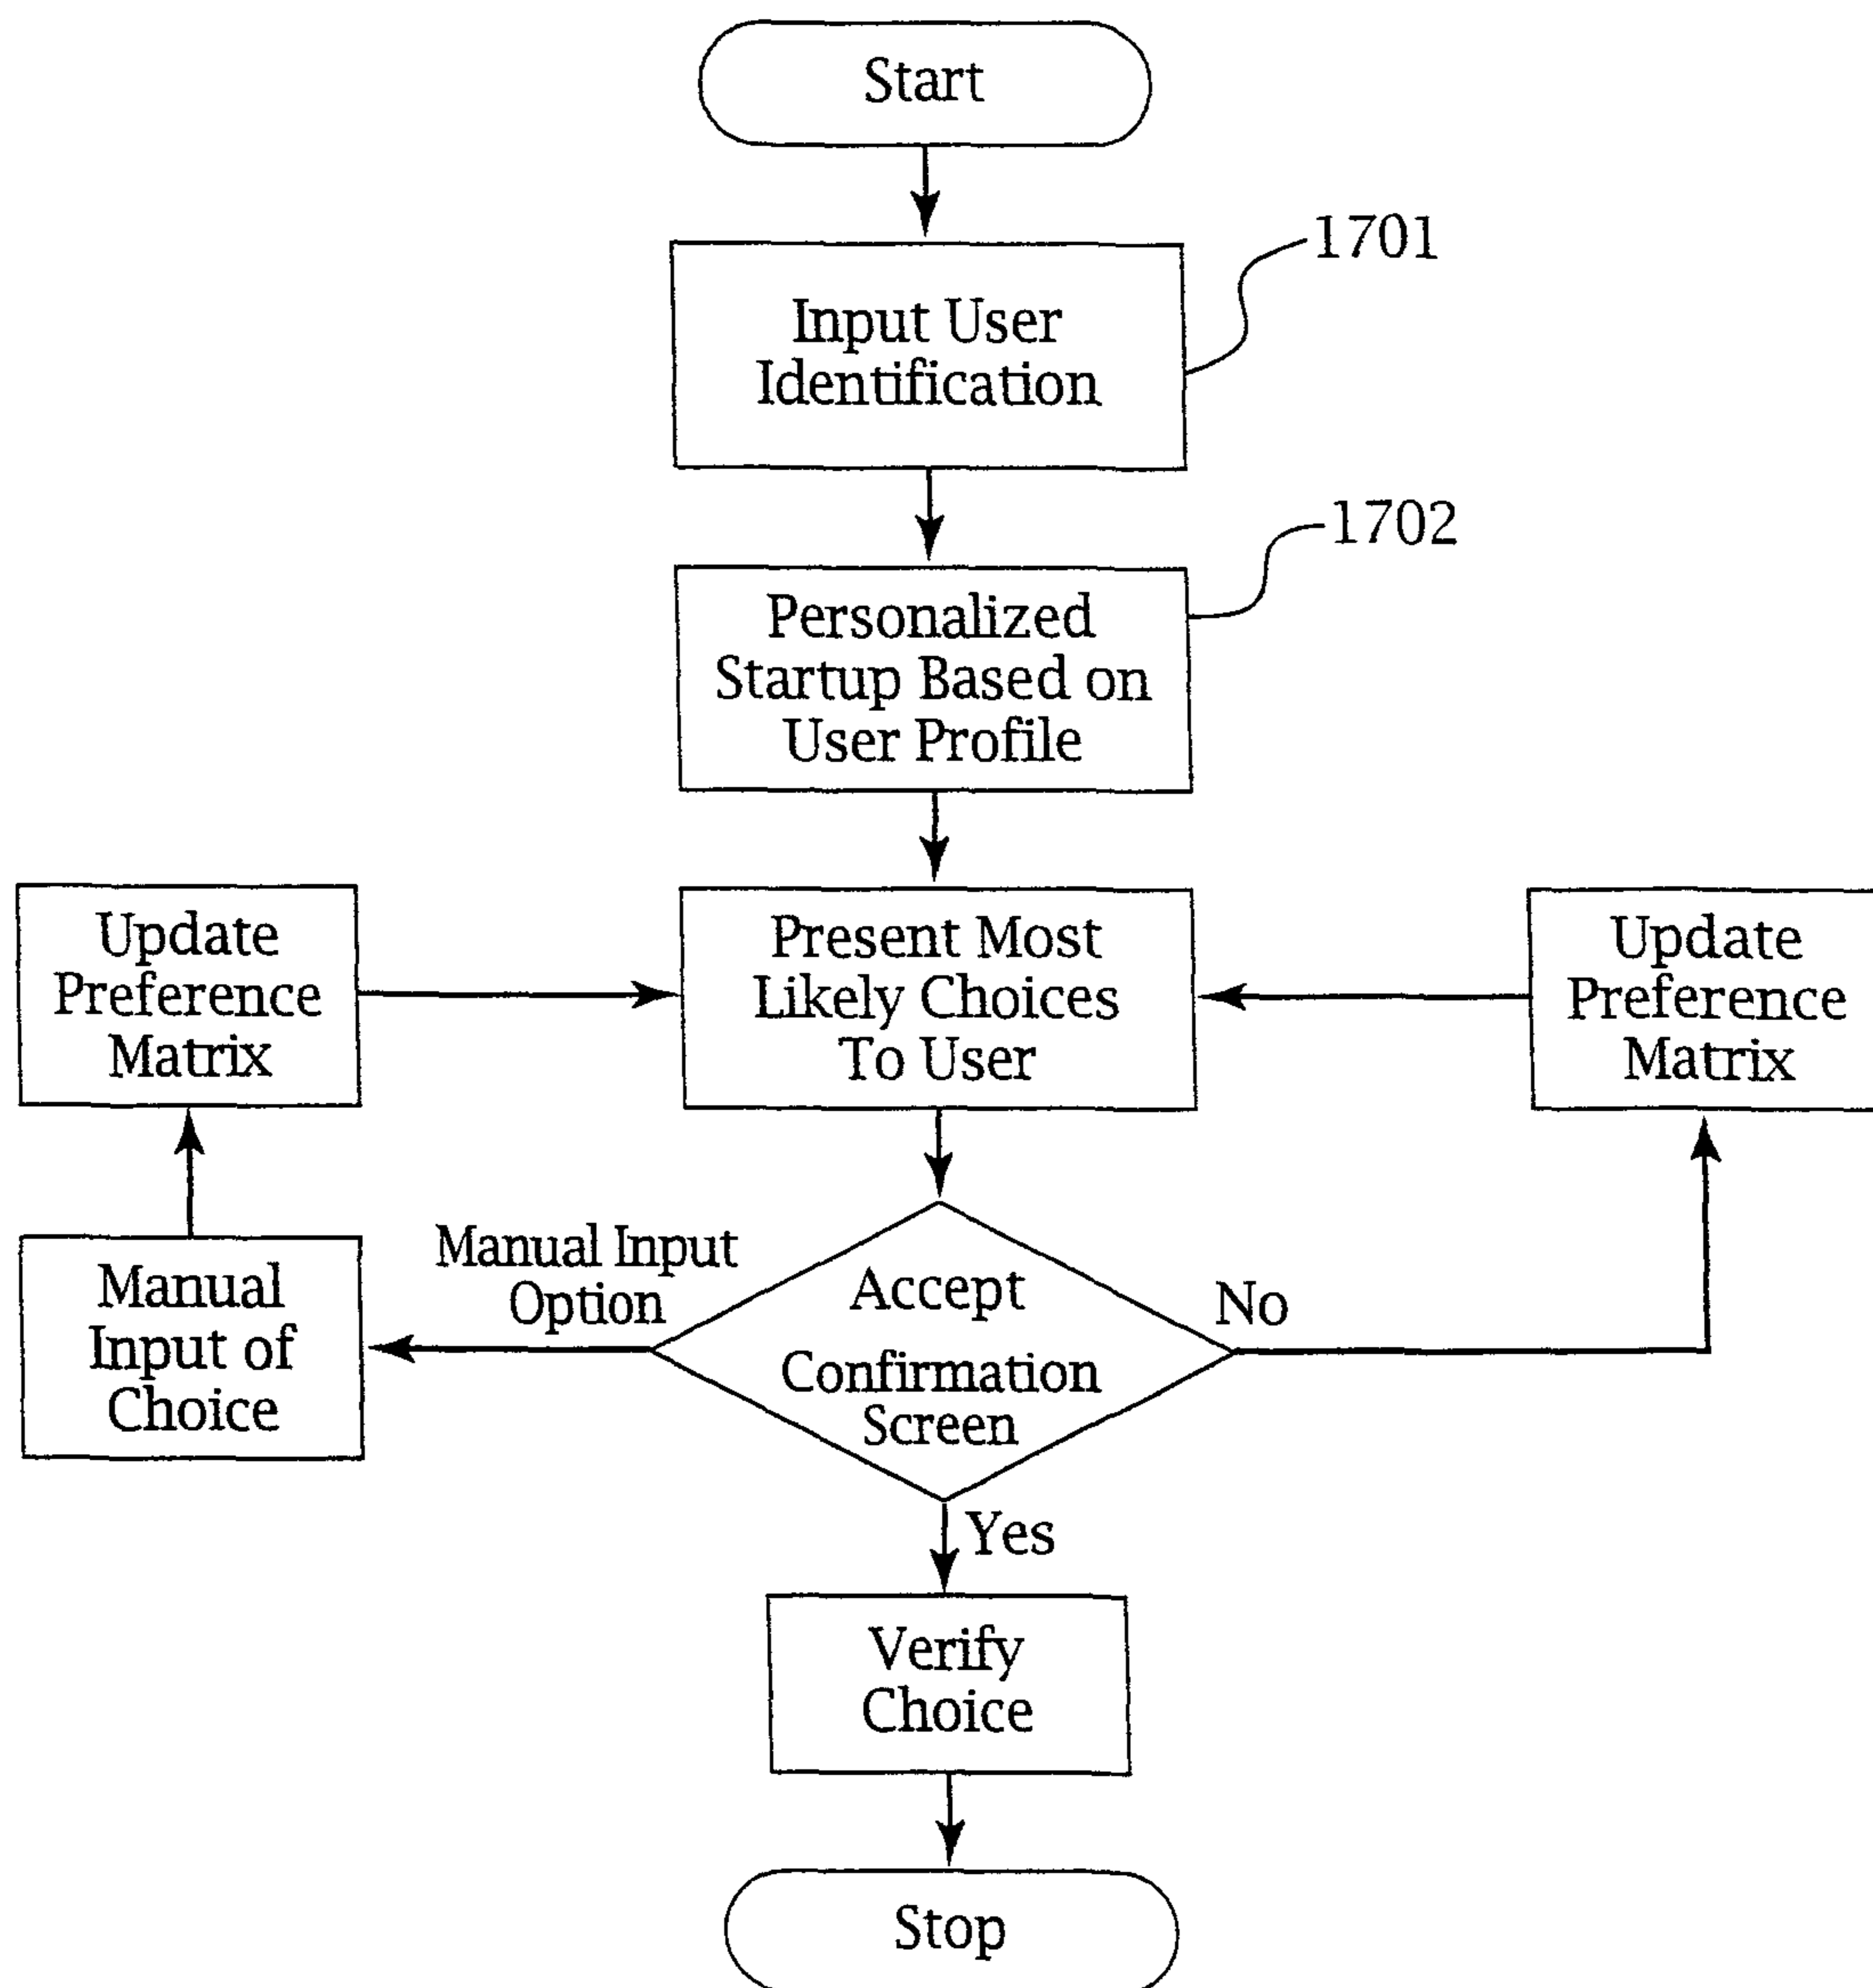 Start
1701
Input User
Identification
1702
Personalized
Startup Based on
User Profile
Update
Preference
Matrix
Present Most
Likely Choices
To User
Update
Preference
Matrix
Manual
Input of
Choice
Manual Input
Option
Accept
Confirmation
Screen
No
Yes
Verify
Choice
Stop